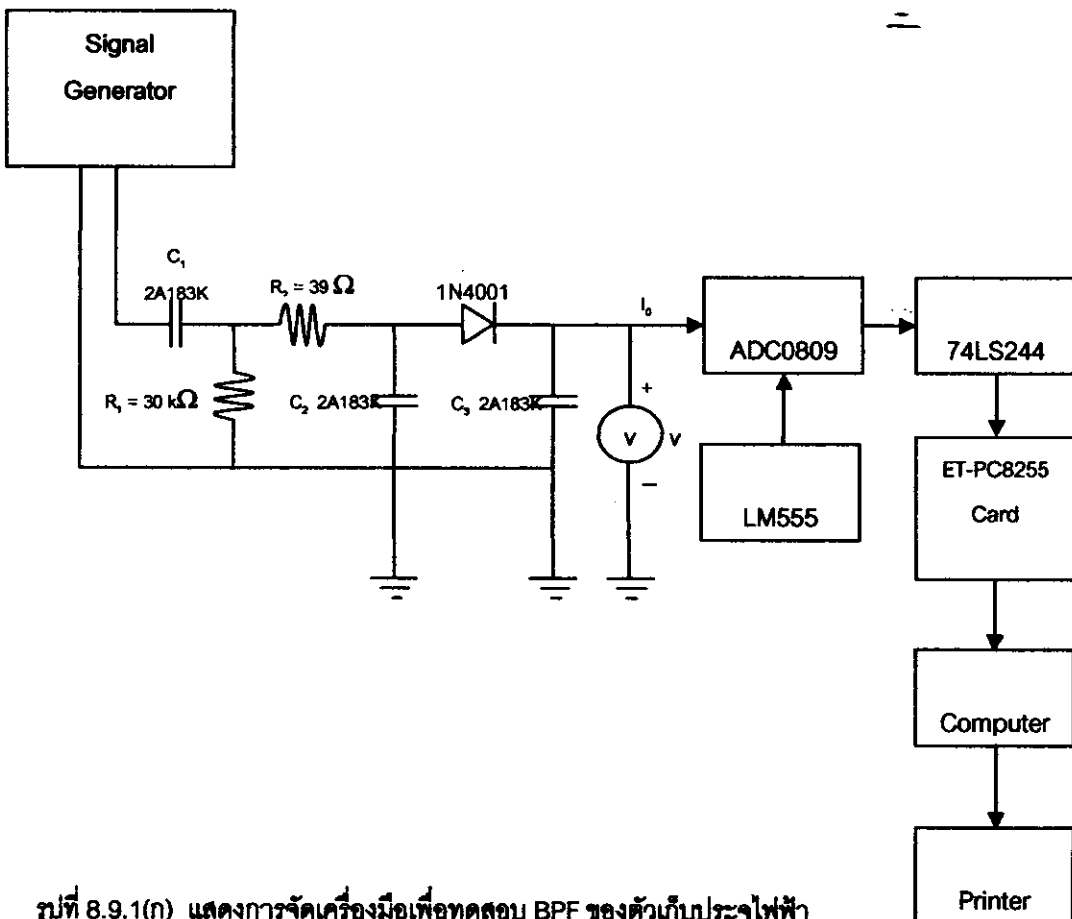 Signal
Generator
C₁
2A183K
R₂ = 39 Ω
1N4001
I₀
ADC0809
74LS244
R₁ = 30 kΩ
C₂ 2A183K
C₃ 2A183K
+
V
V
−
LM555
ET-PC8255
Card
Computer
Printer
รูปที่ 8.9.1(ก) แสดงการจัดเครื่องมือเพื่อทดสอบ BPF ของตัวเก็บประจุไฟฟ้า